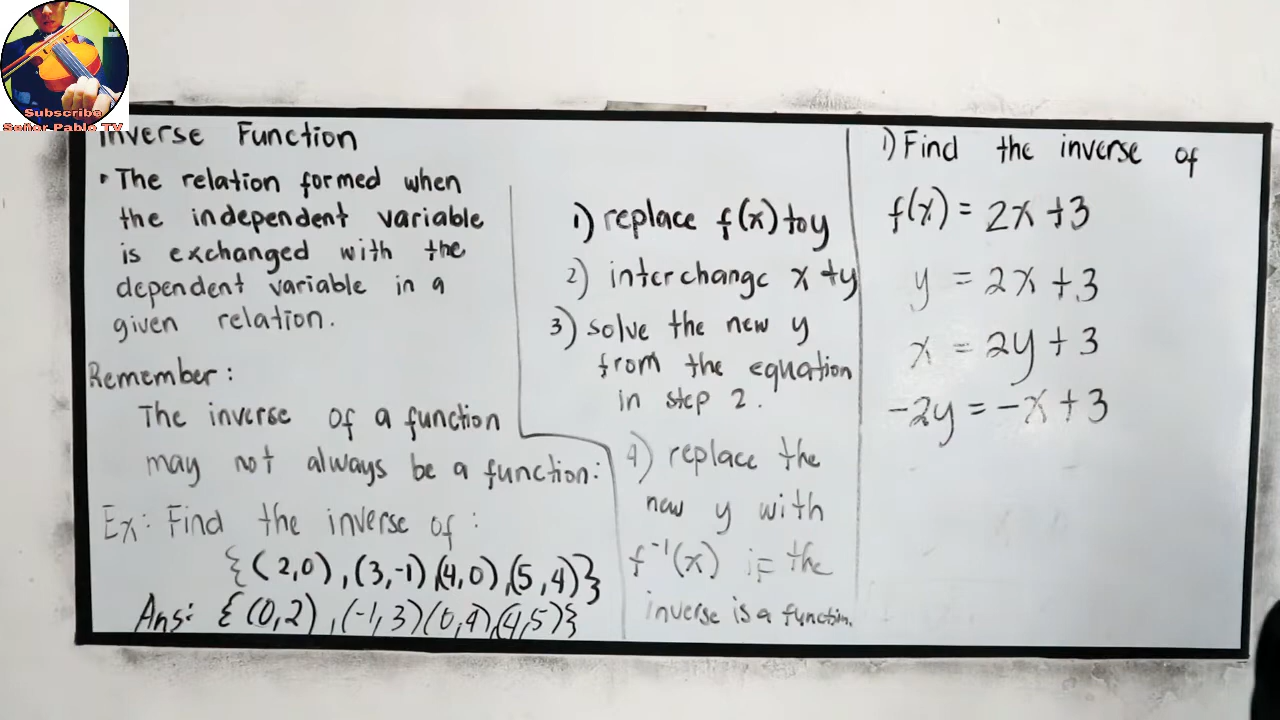 Subscribe
Señor Pablo TV
Inverse Function
• The relation formed when
the independent variable
is exchanged with the
dependent variable in a
given relation.
Remember:
The inverse of a function
may not always be a function:
Ex: Find the inverse of:
{(2,0),(3,-1)(4,0),(5,4)}
Ans: {(0,2),(-1,3)(0,4),(4,5)}
1) replace f(x) to y
2) interchange x + y
3) solve the new y
from the equation
in step 2.
4) replace the
new y with
f⁻¹(x) if the
inverse is a function.
1) Find the inverse of
f(x) = 2x+3
y = 2x+3
x = 2y+3
-2y = -x+3